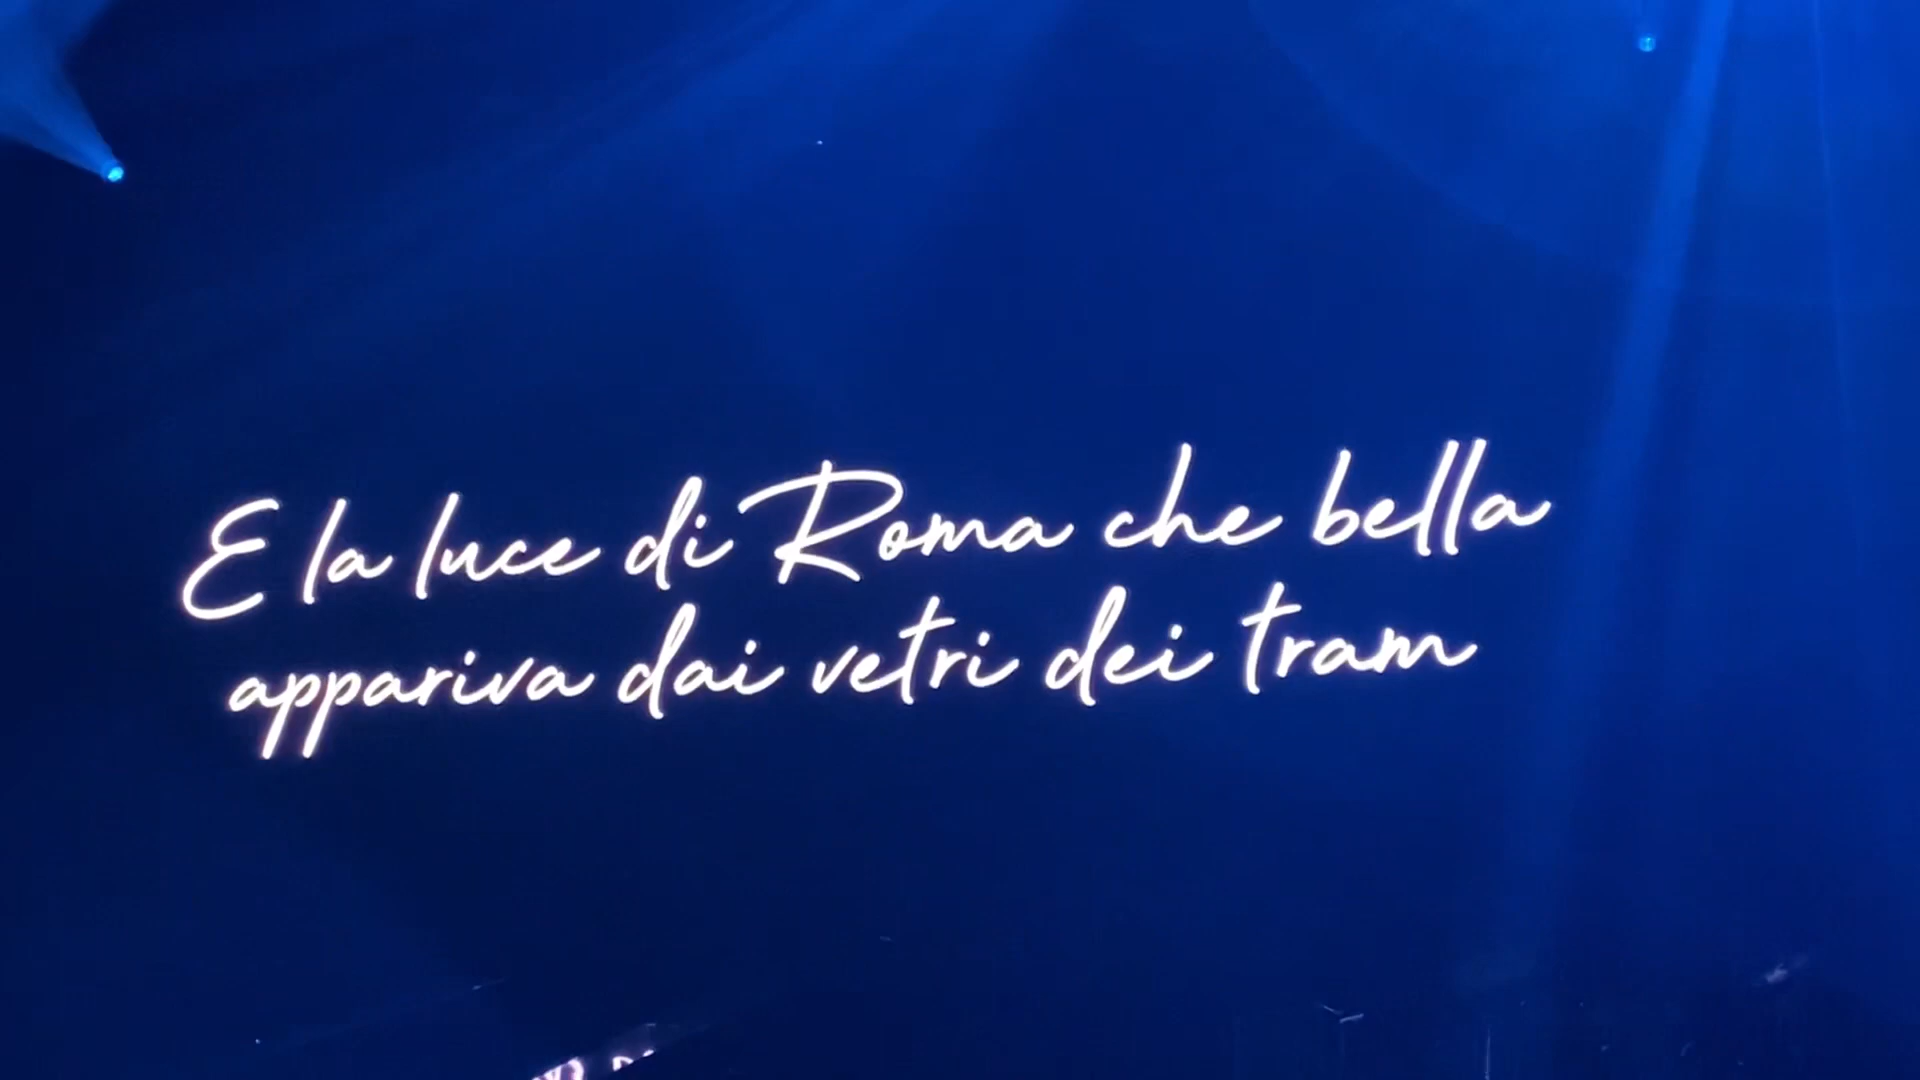 E la luce di Roma che bella
appariva dai vetri dei tram